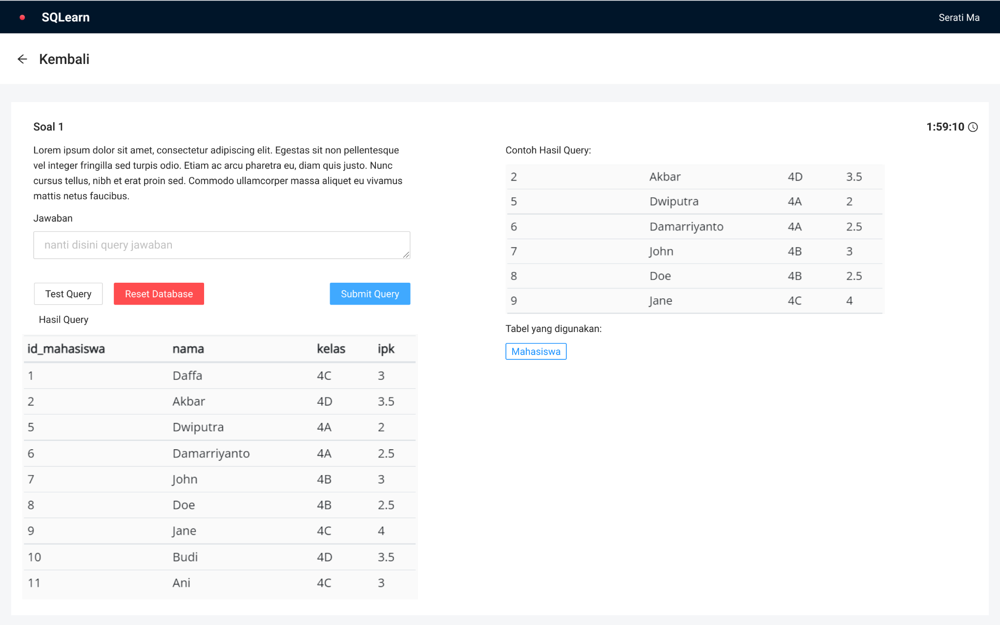 SQLearn
Serati Ma
Kembali
Soal 1
1:59:10
Lorem ipsum dolor sit amet, consectetur adipiscing elit. Egestas sit non pellentesque
vel integer fringilla sed turpis odio. Etiam ac arcu pharetra eu, diam quis justo. Nunc
cursus tellus, nibh et erat proin sed. Commodo ullamcorper massa aliquet eu vivamus
mattis netus faucibus.
Jawaban
nanti disini query jawaban
Test Query
Reset Database
Submit Query
Hasil Query
id_mahasiswa nama kelas ipk
1 Daffa 4C 3
2 Akbar 4D 3.5
5 Dwiputra 4A 2
6 Damarriyanto 4A 2.5
7 John 4B 3
8 Doe 4B 2.5
9 Jane 4C 4
10 Budi 4D 3.5
11 Ani 4C 3
Contoh Hasil Query:
2 Akbar 4D 3.5
5 Dwiputra 4A 2
6 Damarriyanto 4A 2.5
7 John 4B 3
8 Doe 4B 2.5
9 Jane 4C 4
Tabel yang digunakan:
Mahasiswa